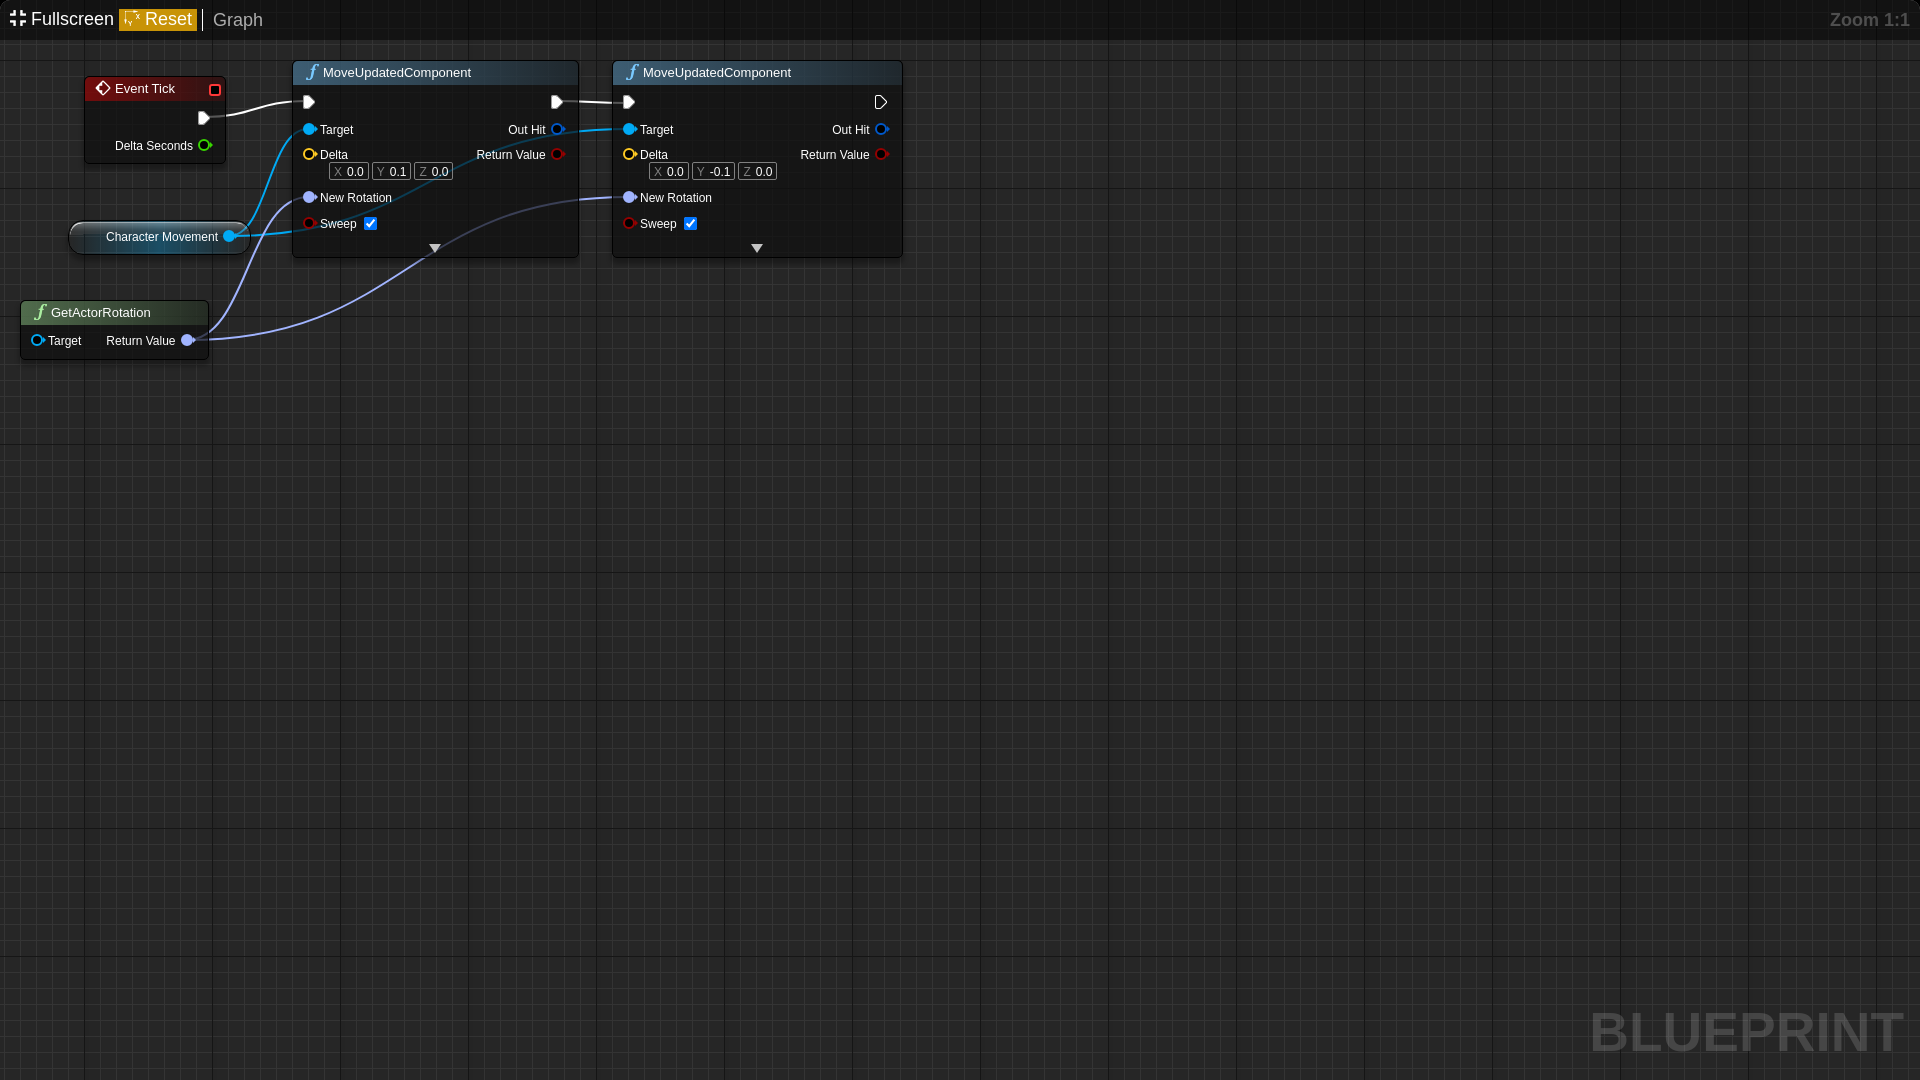 Fullscreen Reset Graph Zoom 1:1
Event Tick
Delta Seconds
MoveUpdatedComponent
Target Out Hit
Delta Return Value
X 0.0 Y 0.1 Z 0.0
New Rotation
Sweep
MoveUpdatedComponent
Target Out Hit
Delta Return Value
X 0.0 Y -0.1 Z 0.0
New Rotation
Sweep
Character Movement
GetActorRotation
Target Return Value
BLUEPRINT